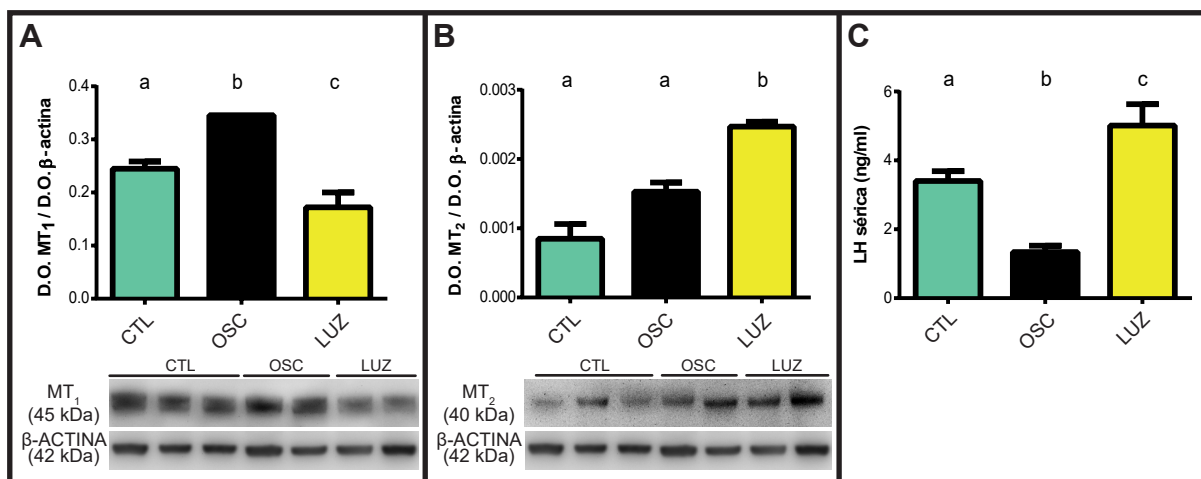 A
a b c
D.O. MT1 / D.O. β-actina
0.4
0.3
0.2
0.1
0.0
CTL OSC LUZ
CTL OSC LUZ
MT1
(45 kDa)
β-ACTINA
(42 kDa)
B
a a b
D.O. MT2 / D.O. β-actina
0.003
0.002
0.001
0.000
CTL OSC LUZ
CTL OSC LUZ
MT2
(40 kDa)
β-ACTINA
(42 kDa)
C
a b c
LH sérica (ng/ml)
6
4
2
0
CTL OSC LUZ